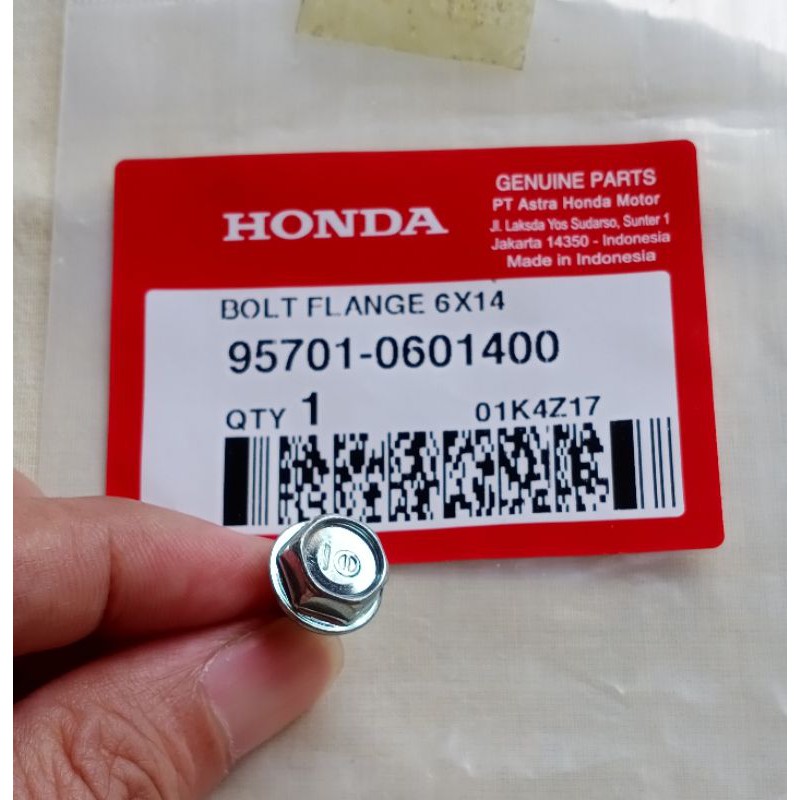 HONDA
GENUINE PARTS
PT Astra Honda Motor
Jl. Laksda Yos Sudarso, Sunter 1
Jakarta 14350 - Indonesia
Made in Indonesia
BOLT FLANGE 6X14
95701-0601400
QTY 1
01K4Z17